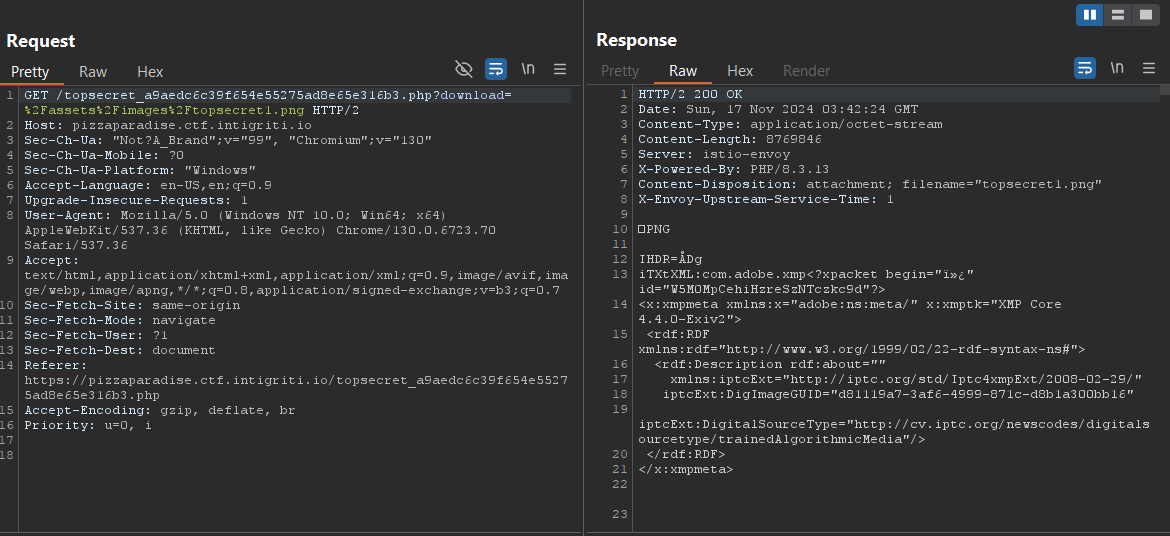 Request
Pretty Raw Hex \n
1 GET /topsecret_a9aedc6c39f654e55275ad8e65e316b3.php?download=
%2Fassets%2Fimages%2Ftopsecret1.png HTTP/2
2 Host: pizzaparadise.ctf.intigriti.io
3 Sec-Ch-Ua: "Not?A_Brand";v="99", "Chromium";v="130"
4 Sec-Ch-Ua-Mobile: ?0
5 Sec-Ch-Ua-Platform: "Windows"
6 Accept-Language: en-US,en;q=0.9
7 Upgrade-Insecure-Requests: 1
8 User-Agent: Mozilla/5.0 (Windows NT 10.0; Win64; x64)
AppleWebKit/537.36 (KHTML, like Gecko) Chrome/130.0.6723.70
Safari/537.36
9 Accept:
text/html,application/xhtml+xml,application/xml;q=0.9,image/avif,ima
ge/webp,image/apng,*/*;q=0.8,application/signed-exchange;v=b3;q=0.7
10 Sec-Fetch-Site: same-origin
11 Sec-Fetch-Mode: navigate
12 Sec-Fetch-User: ?1
13 Sec-Fetch-Dest: document
14 Referer:
https://pizzaparadise.ctf.intigriti.io/topsecret_a9aedc6c39f654e5527
5ad8e65e316b3.php
15 Accept-Encoding: gzip, deflate, br
16 Priority: u=0, i
17
18
Response
Pretty Raw Hex Render \n
1 HTTP/2 200 OK
2 Date: Sun, 17 Nov 2024 03:42:24 GMT
3 Content-Type: application/octet-stream
4 Content-Length: 8769846
5 Server: istio-envoy
6 X-Powered-By: PHP/8.3.13
7 Content-Disposition: attachment; filename="topsecret1.png"
8 X-Envoy-Upstream-Service-Time: 1
9
10 PNG
11
12 IHDR=ÅDg
13 iTXtXML:com.adobe.xmp<?xpacket begin="ï»¿"
id="W5M0MpCehiHzreSzNTczkc9d"?>
14 <x:xmpmeta xmlns:x="adobe:ns:meta/" x:xmptk="XMP Core
4.4.0-Exiv2">
15 <rdf:RDF
xmlns:rdf="http://www.w3.org/1999/02/22-rdf-syntax-ns#">
16 <rdf:Description rdf:about=""
17 xmlns:iptcExt="http://iptc.org/std/Iptc4xmpExt/2008-02-29/"
18 iptcExt:DigImageGUID="d81119a7-3af6-4999-871c-d8b1a300bb16"
19
iptcExt:DigitalSourceType="http://cv.iptc.org/newscodes/digitals
ourcetype/trainedAlgorithmicMedia"/>
20 </rdf:RDF>
21 </x:xmpmeta>
22
23